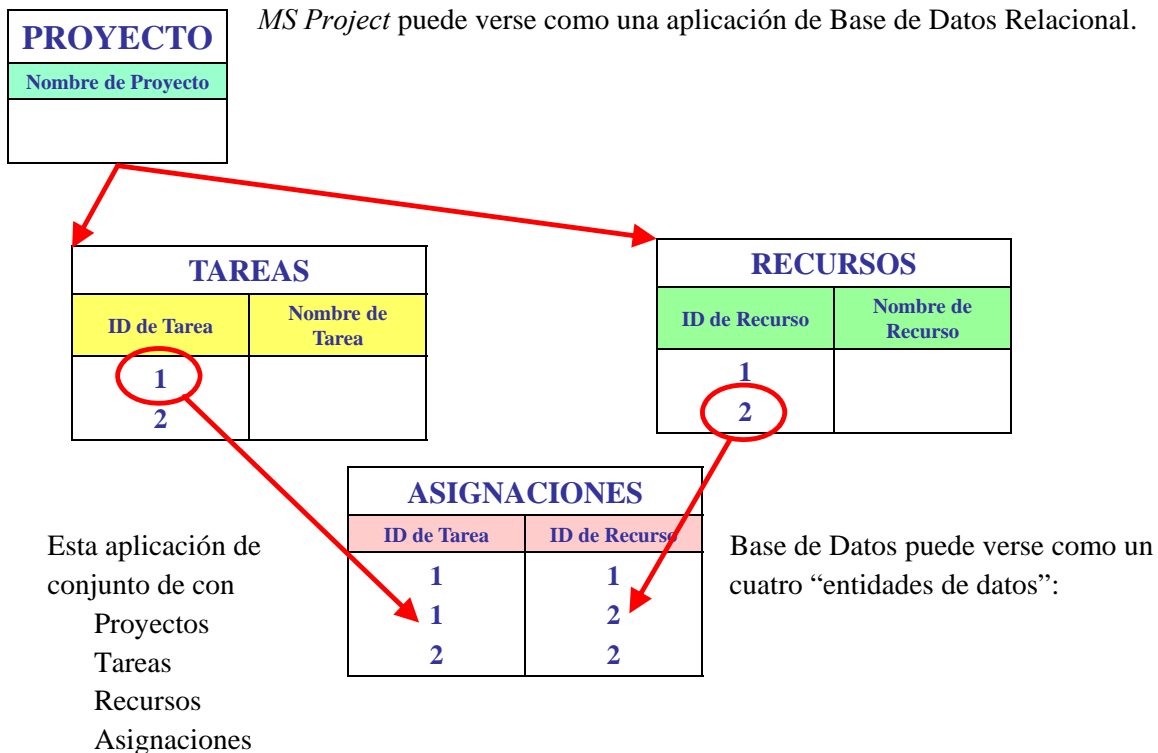 PROYECTO
Nombre de Proyecto
MS Project puede verse como una aplicación de Base de Datos Relacional.
TAREAS
ID de Tarea
Nombre de
Tarea
1
2
RECURSOS
ID de Recurso
Nombre de
Recurso
1
2
ASIGNACIONES
ID de Tarea ID de Recurso
1 1
1 2
2 2
Esta aplicación de
conjunto de con
Proyectos
Tareas
Recursos
Asignaciones
Base de Datos puede verse como un
cuatro “entidades de datos”: